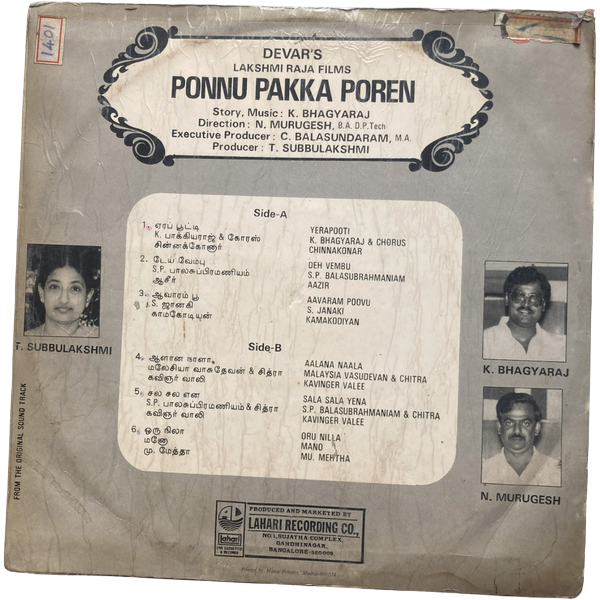 1401
DEVAR'S
LAKSHMI RAJA FILMS
PONNU PAKKA POREN
Story, Music : K. BHAGYARAJ
Direction : N. MURUGESH, B.A. D.P.Tech
Executive Producer : C. BALASUNDARAM, M.A.
Producer : T. SUBBULAKSHMI
Side-A
1. ஏரப் பூட்டி YERAPOOTI
K. பாக்கியராஜ் & கோரஸ் K. BHAGYARAJ & CHORUS
சின்னக்கோனார் CHINNAKONAR
2. டேய் வேம்பு DEH VEMBU
S.P. பாலசுப்பிரமணியம் S.P. BALASUBRAHMANIAM
ஆசீர் AAZIR
3. ஆவாரம் பூ AAVARAM POOVU
S. ஜானகி S. JANAKI
காமகோடியன் KAMAKODIYAN
Side-B
4. ஆளான நாளா AALANA NAALA
மலேசியா வாசுதேவன் & சித்ரா MALAYSIA VASUDEVAN & CHITRA
கவிஞர் வாலி KAVINGER VALEE
5. சல சல என SALA SALA YENA
S.P. பாலசுப்பிரமணியம் & சித்ரா S.P. BALASUBRAHMANIAM & CHITRA
கவிஞர் வாலி KAVINGER VALEE
6. ஒரு நிலா ORU NILLA
மனோ MANO
மு. மேத்தா MU. MEHTHA
T. SUBBULAKSHMI
K. BHAGYARAJ
N. MURUGESH
FROM THE ORIGINAL SOUND TRACK
Lahari
PRODUCED AND MARKETED BY
LAHARI RECORDING CO.,
NO.1, SUJATHA COMPLEX,
GANDHINAGAR,
BANGALORE-560009.